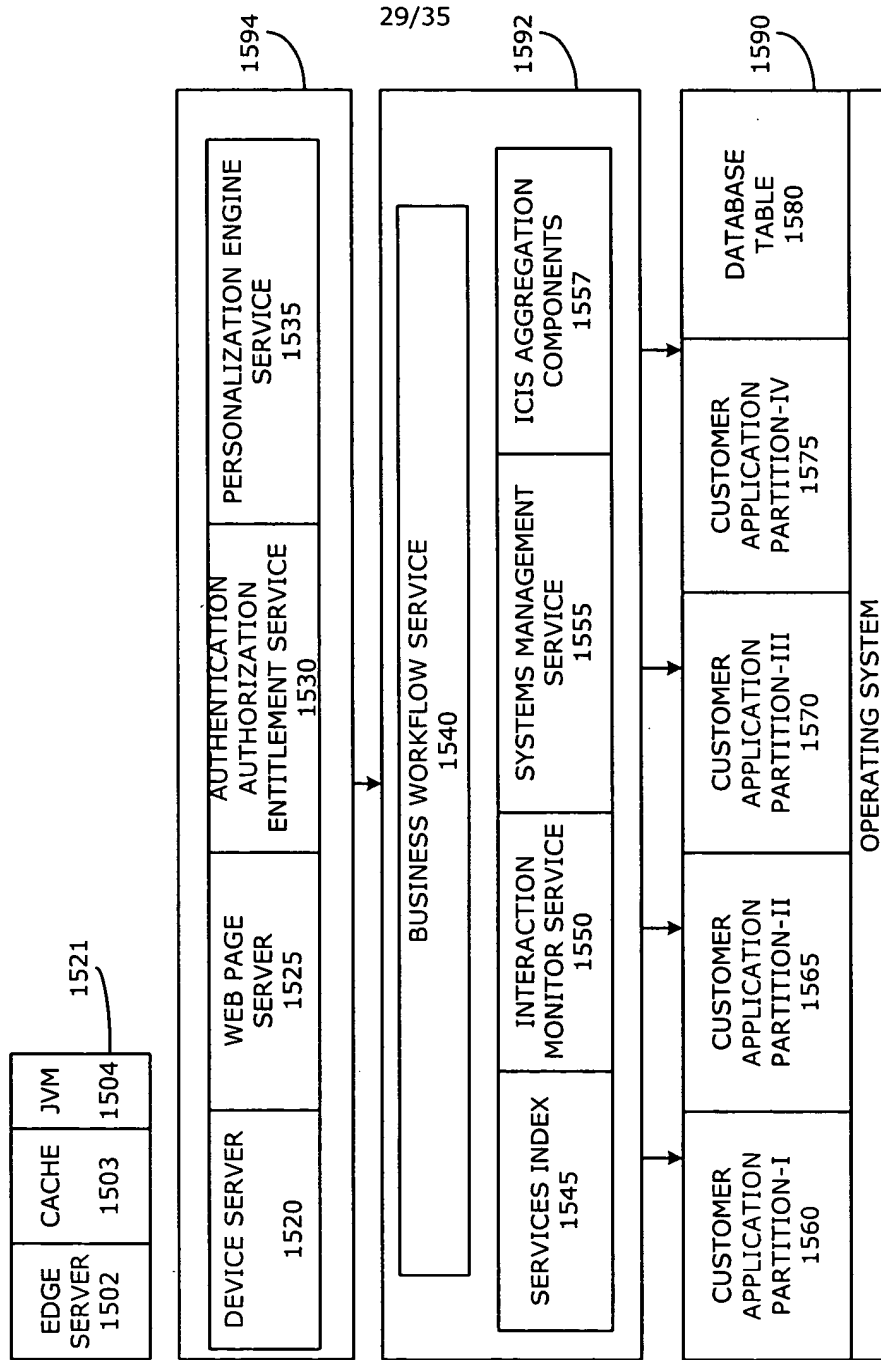 29/35
EDGE
SERVER
1502
CACHE
1503
JVM
1504
1521
DEVICE SERVER
1520
WEB PAGE
SERVER
1525
AUTHENTICATION
AUTHORIZATION
ENTITLEMENT SERVICE
1530
PERSONALIZATION ENGINE
SERVICE
1535
1594
BUSINESS WORKFLOW SERVICE
1540
SERVICES INDEX
1545
INTERACTION
MONITOR SERVICE
1550
SYSTEMS MANAGEMENT
SERVICE
1555
ICIS AGGREGATION
COMPONENTS
1557
1592
CUSTOMER
APPLICATION
PARTITION-I
1560
CUSTOMER
APPLICATION
PARTITION-II
1565
CUSTOMER
APPLICATION
PARTITION-III
1570
CUSTOMER
APPLICATION
PARTITION-IV
1575
DATABASE
TABLE
1580
1590
OPERATING SYSTEM